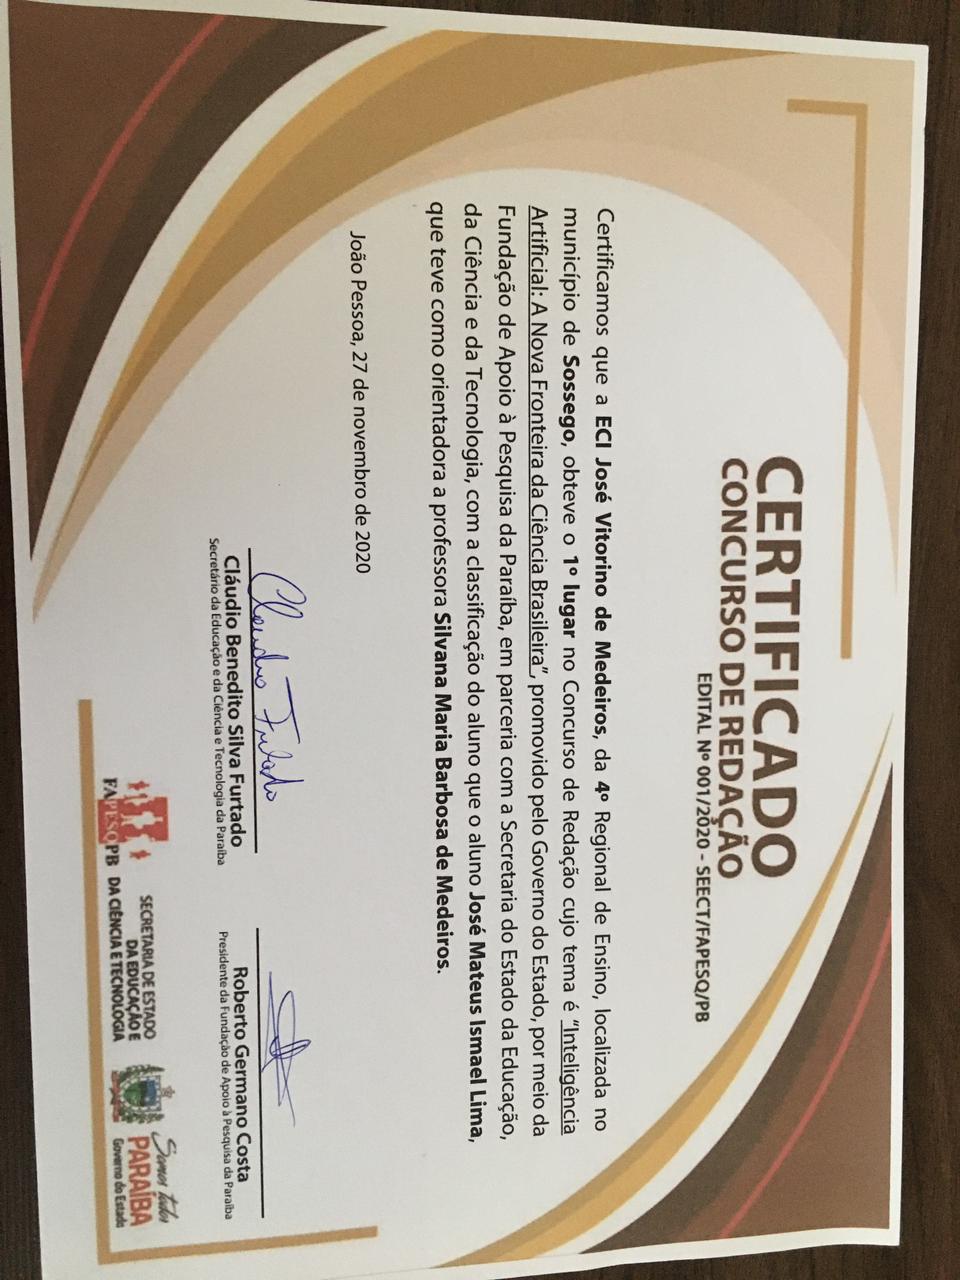 CERTIFICADO
CONCURSO DE REDAÇÃO
EDITAL Nº 001/2020 - SEECT/FAPESQ/PB
Certificamos que a ECI José Vitorino de Medeiros, da 4º Regional de Ensino, localizada no
município de Sossego, obteve o 1º lugar no Concurso de Redação cujo tema é "Inteligência
Artificial: A Nova Fronteira da Ciência Brasileira", promovido pelo Governo do Estado, por meio da
Fundação de Apoio à Pesquisa da Paraíba, em parceria com a Secretaria do Estado da Educação,
da Ciência e da Tecnologia, com a classificação do aluno que o aluno José Mateus Ismael Lima,
que teve como orientadora a professora Silvana Maria Barbosa de Medeiros.
João Pessoa, 27 de novembro de 2020
Claudio Furtado
Cláudio Benedito Silva Furtado
Secretário da Educação e da Ciência e Tecnologia da Paraíba
Roberto Germano Costa
Presidente da Fundação de Apoio à Pesquisa da Paraíba
FAPESQ PB
SECRETARIA DE ESTADO
DA EDUCAÇÃO E
DA CIÊNCIA E TECNOLOGIA
Somos todos
PARAÍBA
Governo do Estado